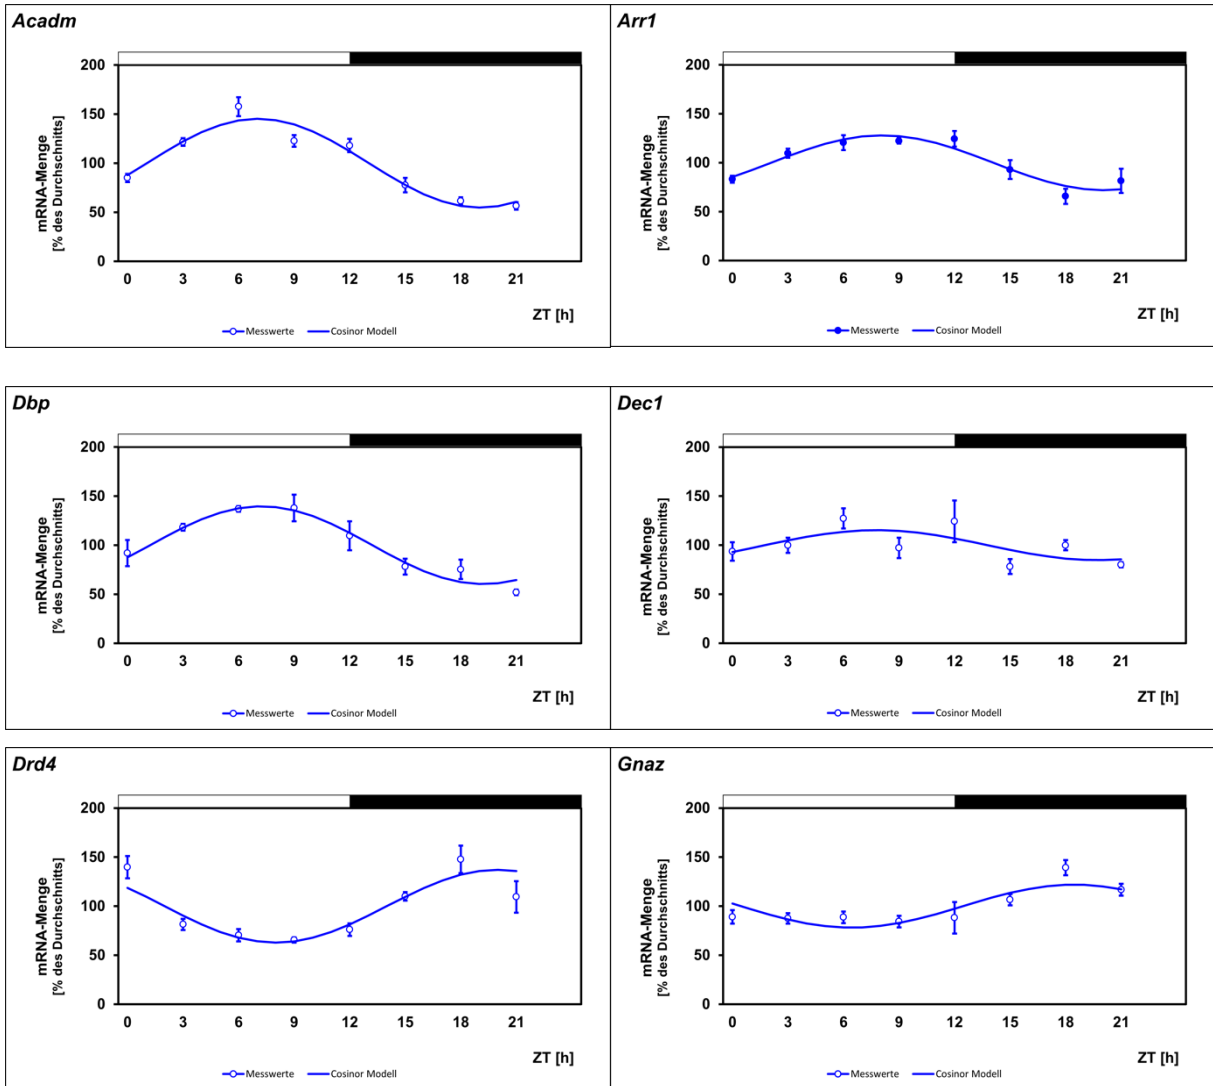 Acadm
mRNA-Menge
[% des Durchschnitts]
200
150
100
50
0
0 3 6 9 12 15 18 21
ZT [h]
Messwerte Cosinor Modell
Arr1
mRNA-Menge
[% des Durchschnitts]
200
150
100
50
0
0 3 6 9 12 15 18 21
ZT [h]
Messwerte Cosinor Modell
Dbp
mRNA-Menge
[% des Durchschnitts]
200
150
100
50
0
0 3 6 9 12 15 18 21
ZT [h]
Messwerte Cosinor Modell
Dec1
mRNA-Menge
[% des Durchschnitts]
200
150
100
50
0
0 3 6 9 12 15 18 21
ZT [h]
Messwerte Cosinor Modell
Drd4
mRNA-Menge
[% des Durchschnitts]
200
150
100
50
0
0 3 6 9 12 15 18 21
ZT [h]
Messwerte Cosinor Modell
Gnaz
mRNA-Menge
[% des Durchschnitts]
200
150
100
50
0
0 3 6 9 12 15 18 21
ZT [h]
Messwerte Cosinor Modell